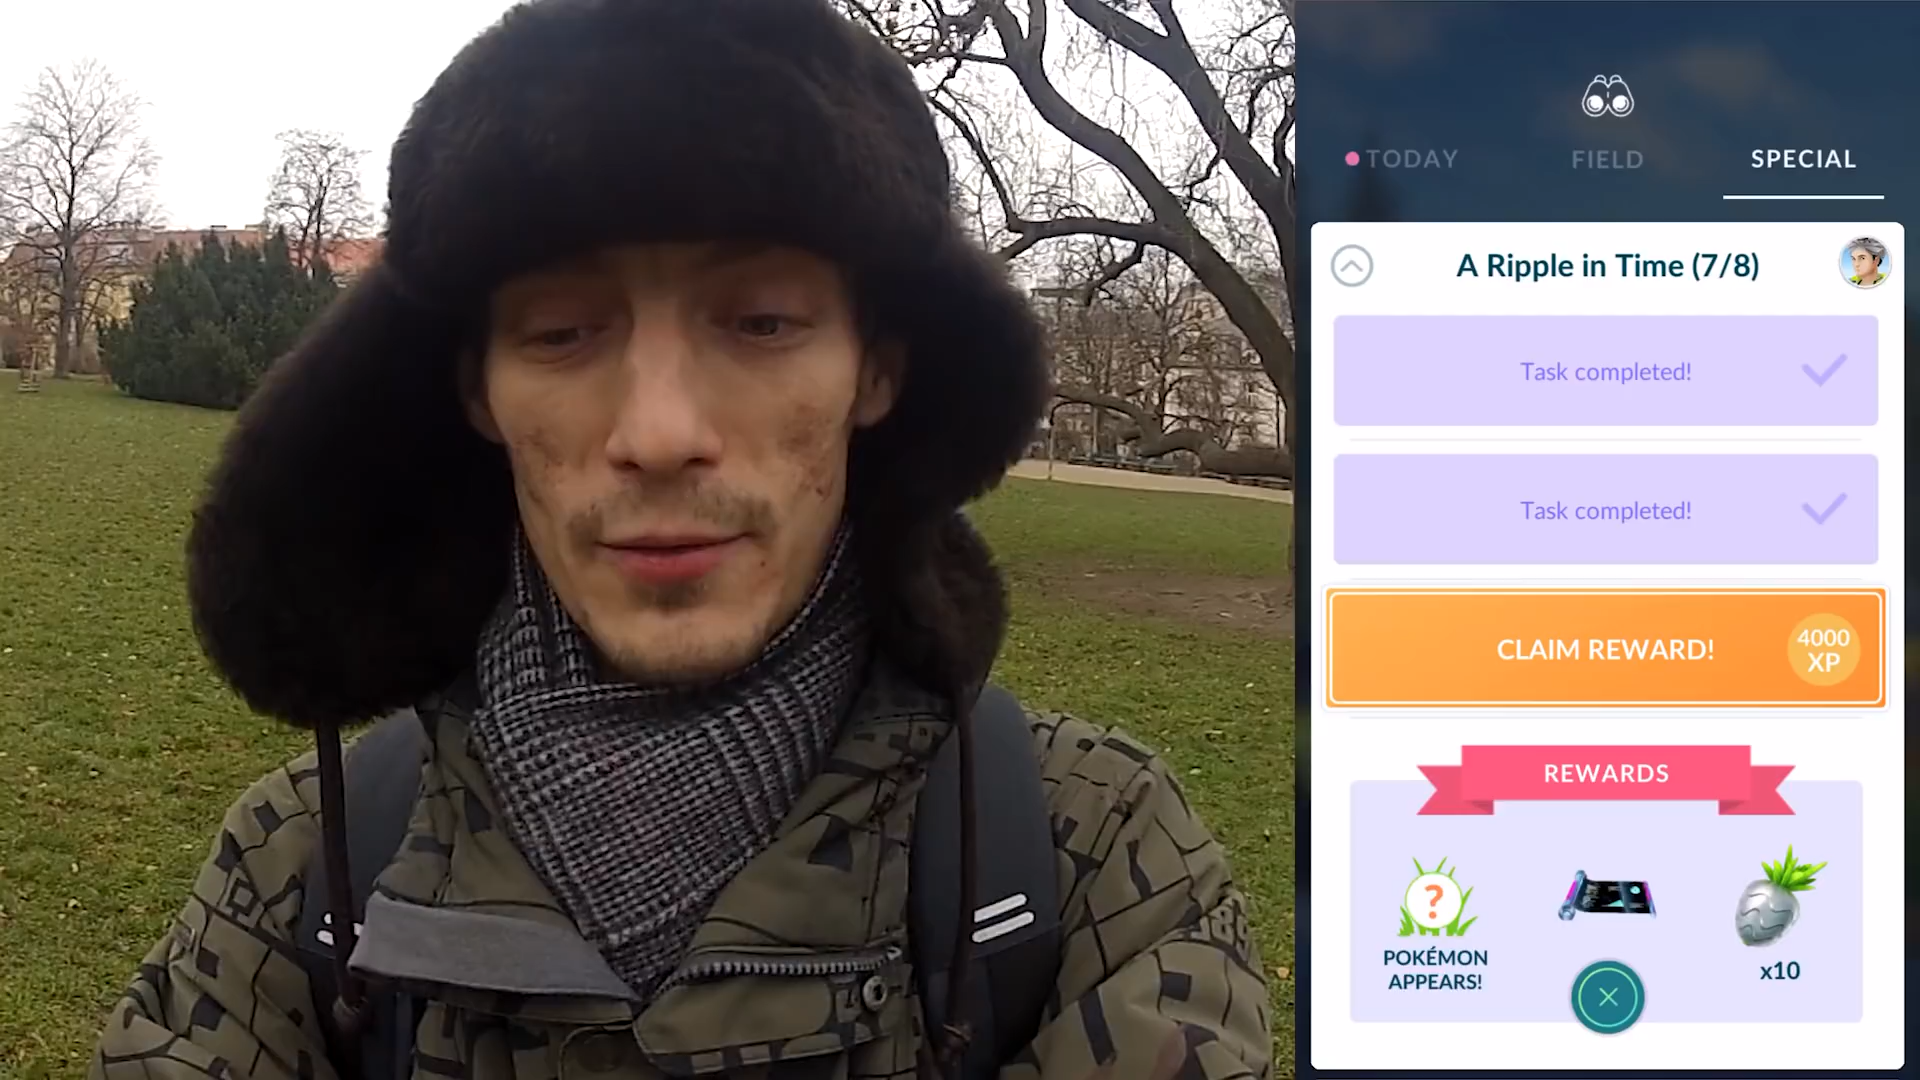 TODAY
FIELD
SPECIAL
A Ripple in Time (7/8)
Task completed!
Task completed!
CLAIM REWARD!
4000
XP
REWARDS
POKÉMON
APPEARS!
x10